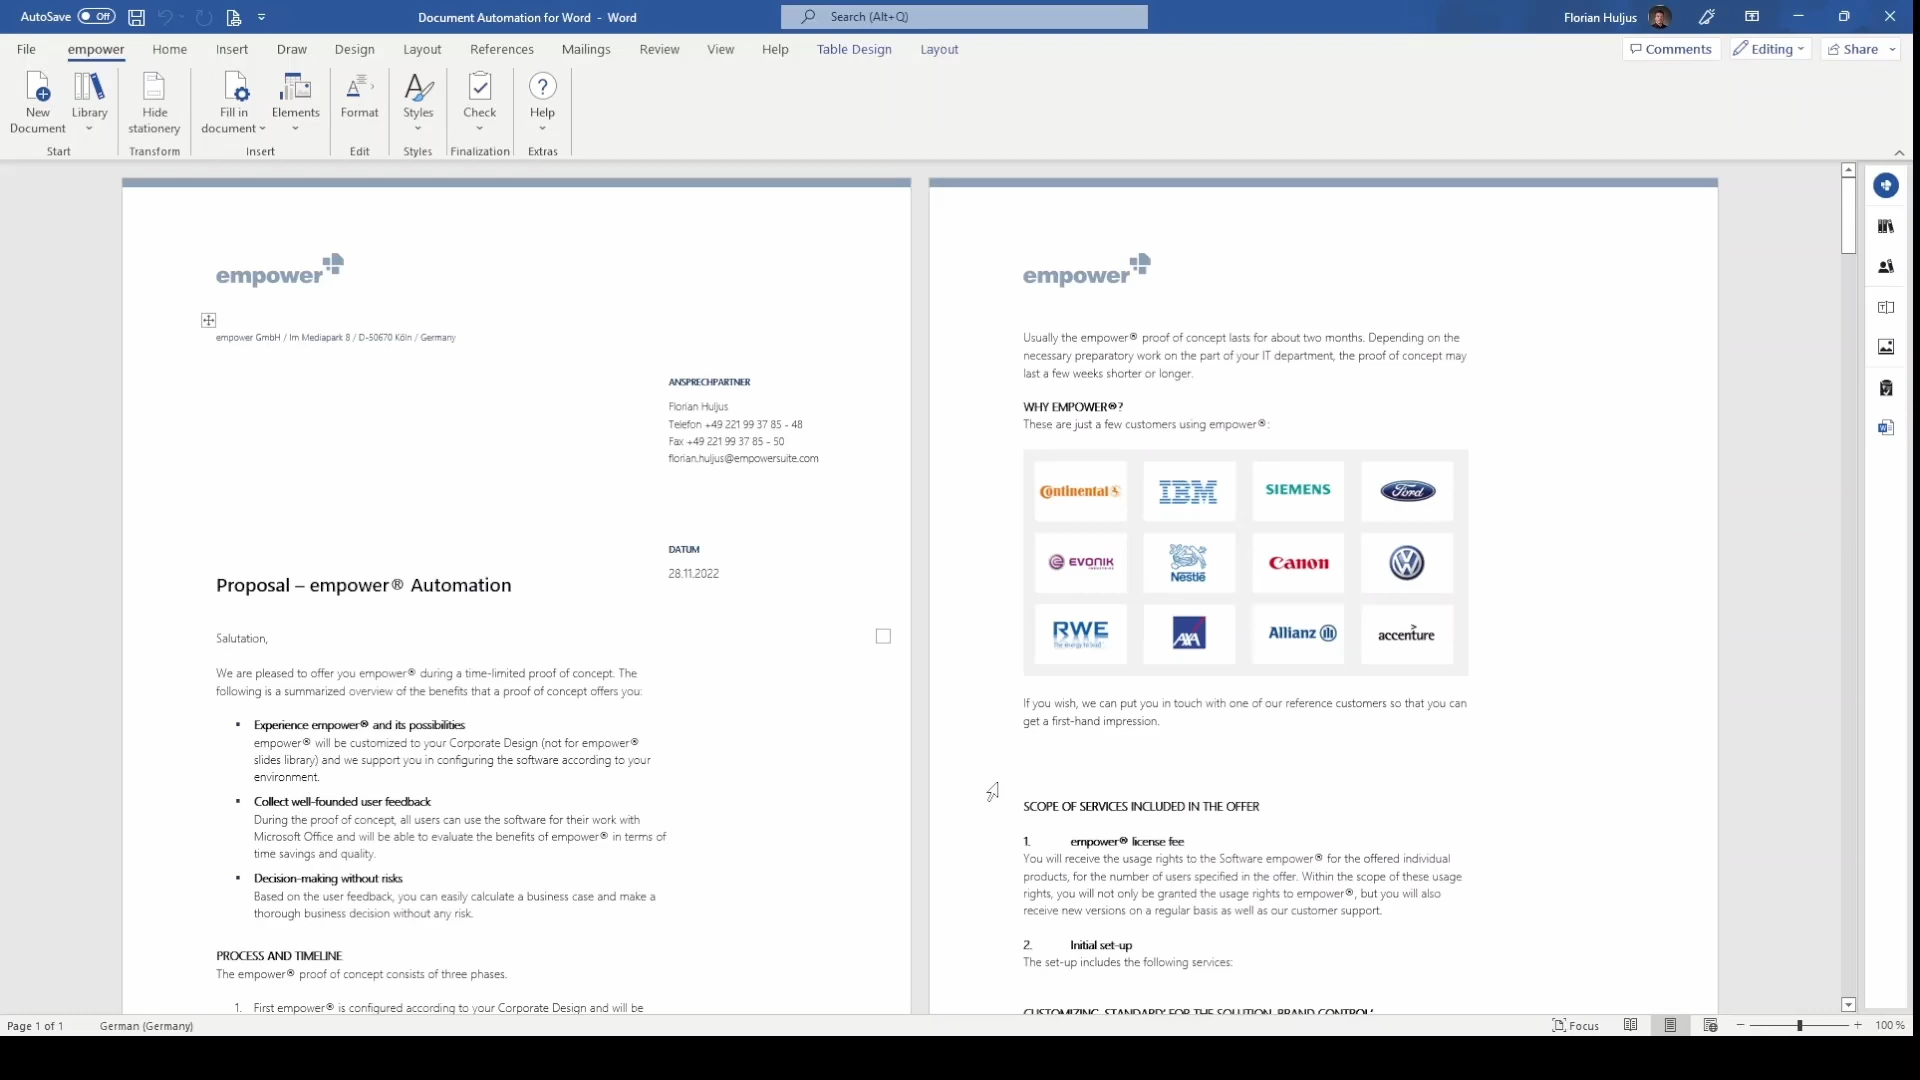 AutoSave Off
Document Automation for Word - Word
Search (Alt+Q)
Florian Huljus
File empower Home Insert Draw Design Layout References Mailings Review View Help Table Design Layout
Comments Editing Share
New Document
Library
Hide stationery
Fill in document
Elements
Format
Styles
Check
Help
Start Transform Insert Edit Styles Finalization Extras
empower
empower GmbH / Im Mediapark 8 / D-50670 Köln / Germany
ANSPRECHPARTNER
Florian Huljus
Telefon +49 221 99 37 85 - 48
Fax +49 221 99 37 85 - 50
florian.huljus@empowersuite.com
DATUM
28.11.2022
Proposal – empower® Automation
Salutation,
We are pleased to offer you empower® during a time-limited proof of concept. The
following is a summarized overview of the benefits that a proof of concept offers you:
▪ Experience empower® and its possibilities
empower® will be customized to your Corporate Design (not for empower®
slides library) and we support you in configuring the software according to your
environment.
▪ Collect well-founded user feedback
During the proof of concept, all users can use the software for their work with
Microsoft Office and will be able to evaluate the benefits of empower® in terms of
time savings and quality.
▪ Decision-making without risks
Based on the user feedback, you can easily calculate a business case and make a
thorough business decision without any risk.
PROCESS AND TIMELINE
The empower® proof of concept consists of three phases.
1. First empower® is configured according to your Corporate Design and will be
empower
Usually the empower® proof of concept lasts for about two months. Depending on the
necessary preparatory work on the part of your IT department, the proof of concept may
last a few weeks shorter or longer.
WHY EMPOWER®?
These are just a few customers using empower®:
Continental IBM SIEMENS Ford
EVONIK INDUSTRIES Nestlé Canon VW
RWE The energy to lead AXA Allianz accenture
If you wish, we can put you in touch with one of our reference customers so that you can
get a first-hand impression.
SCOPE OF SERVICES INCLUDED IN THE OFFER
1. empower® license fee
You will receive the usage rights to the Software empower® for the offered individual
products, for the number of users specified in the offer. Within the scope of these usage
rights, you will not only be granted the usage rights to empower®, but you will also
receive new versions on a regular basis as well as our customer support.
2. Initial set-up
The set-up includes the following services:
CUSTOMIZING ‚STANDARD' FOR THE SOLUTION ‚BRAND CONTROL'
Page 1 of 1 German (Germany)
Focus
100 %